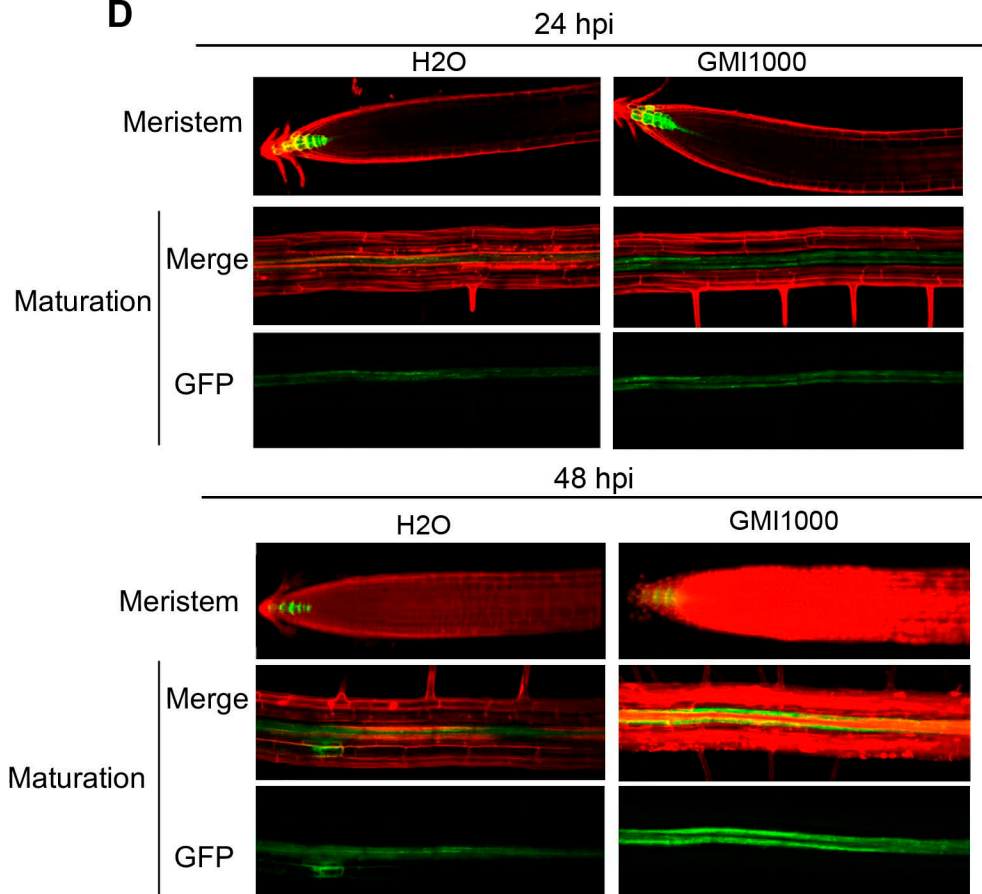 D
24 hpi
H2O
GMI1000
Meristem
Merge
Maturation
GFP
48 hpi
H2O
GMI1000
Meristem
Merge
Maturation
GFP